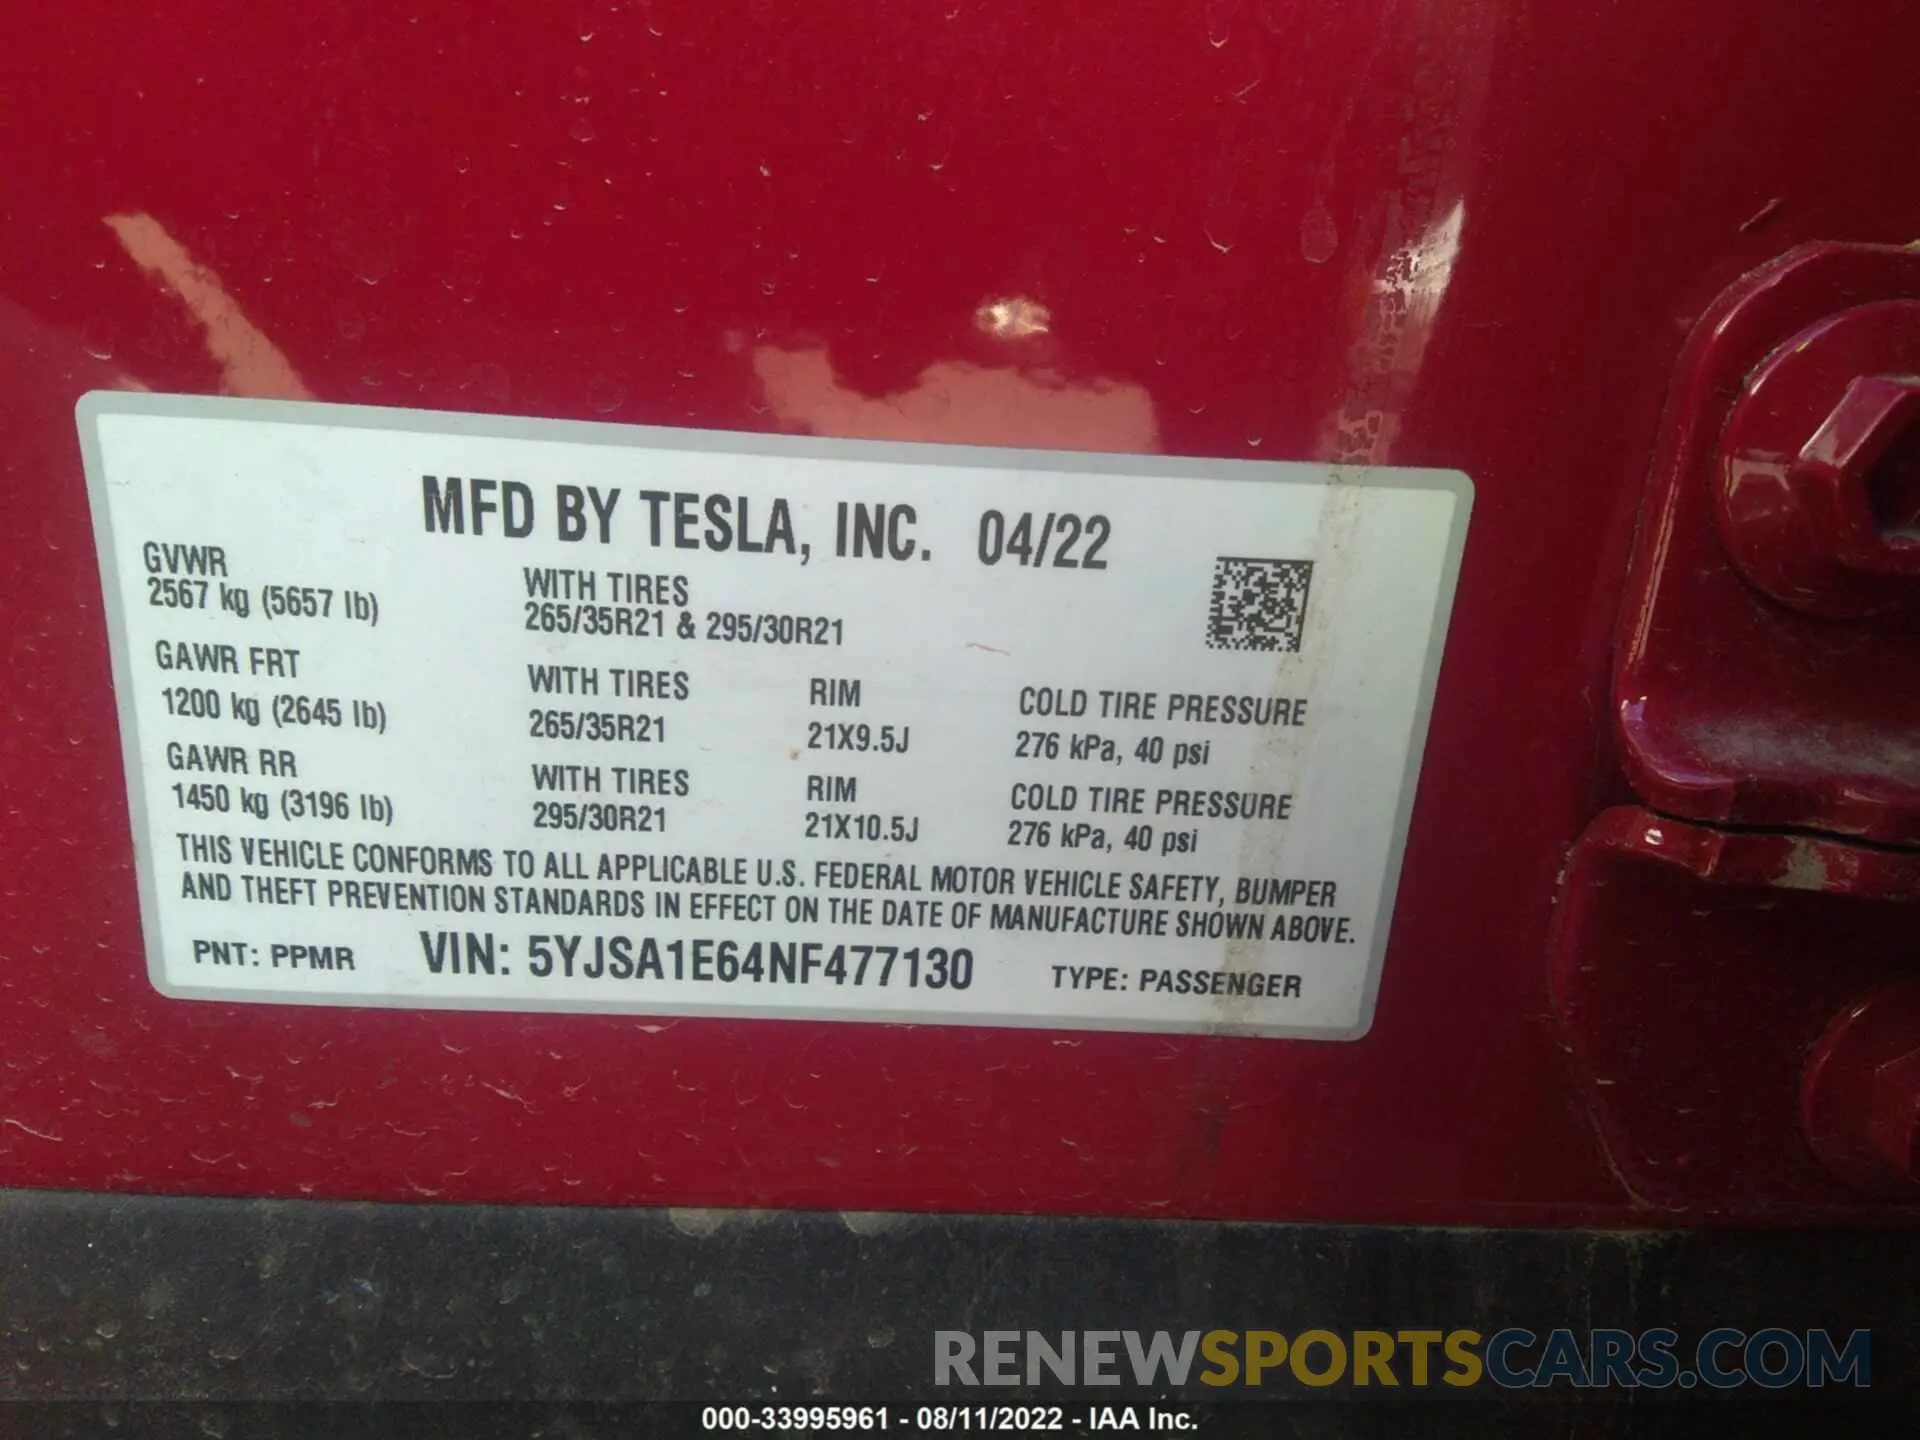 MFD BY TESLA, INC. 04/22
GVWR
2567 kg (5657 lb)
WITH TIRES
265/35R21 & 295/30R21
GAWR FRT
1200 kg (2645 lb)
WITH TIRES
265/35R21
RIM
21X9.5J
COLD TIRE PRESSURE
276 kPa, 40 psi
GAWR RR
1450 kg (3196 lb)
WITH TIRES
295/30R21
RIM
21X10.5J
COLD TIRE PRESSURE
276 kPa, 40 psi
THIS VEHICLE CONFORMS TO ALL APPLICABLE U.S. FEDERAL MOTOR VEHICLE SAFETY, BUMPER
AND THEFT PREVENTION STANDARDS IN EFFECT ON THE DATE OF MANUFACTURE SHOWN ABOVE.
PNT: PPMR VIN: 5YJSA1E64NF477130 TYPE: PASSENGER
RENEWSPORTSCARS.COM
000-33995961 - 08/11/2022 - IAA Inc.